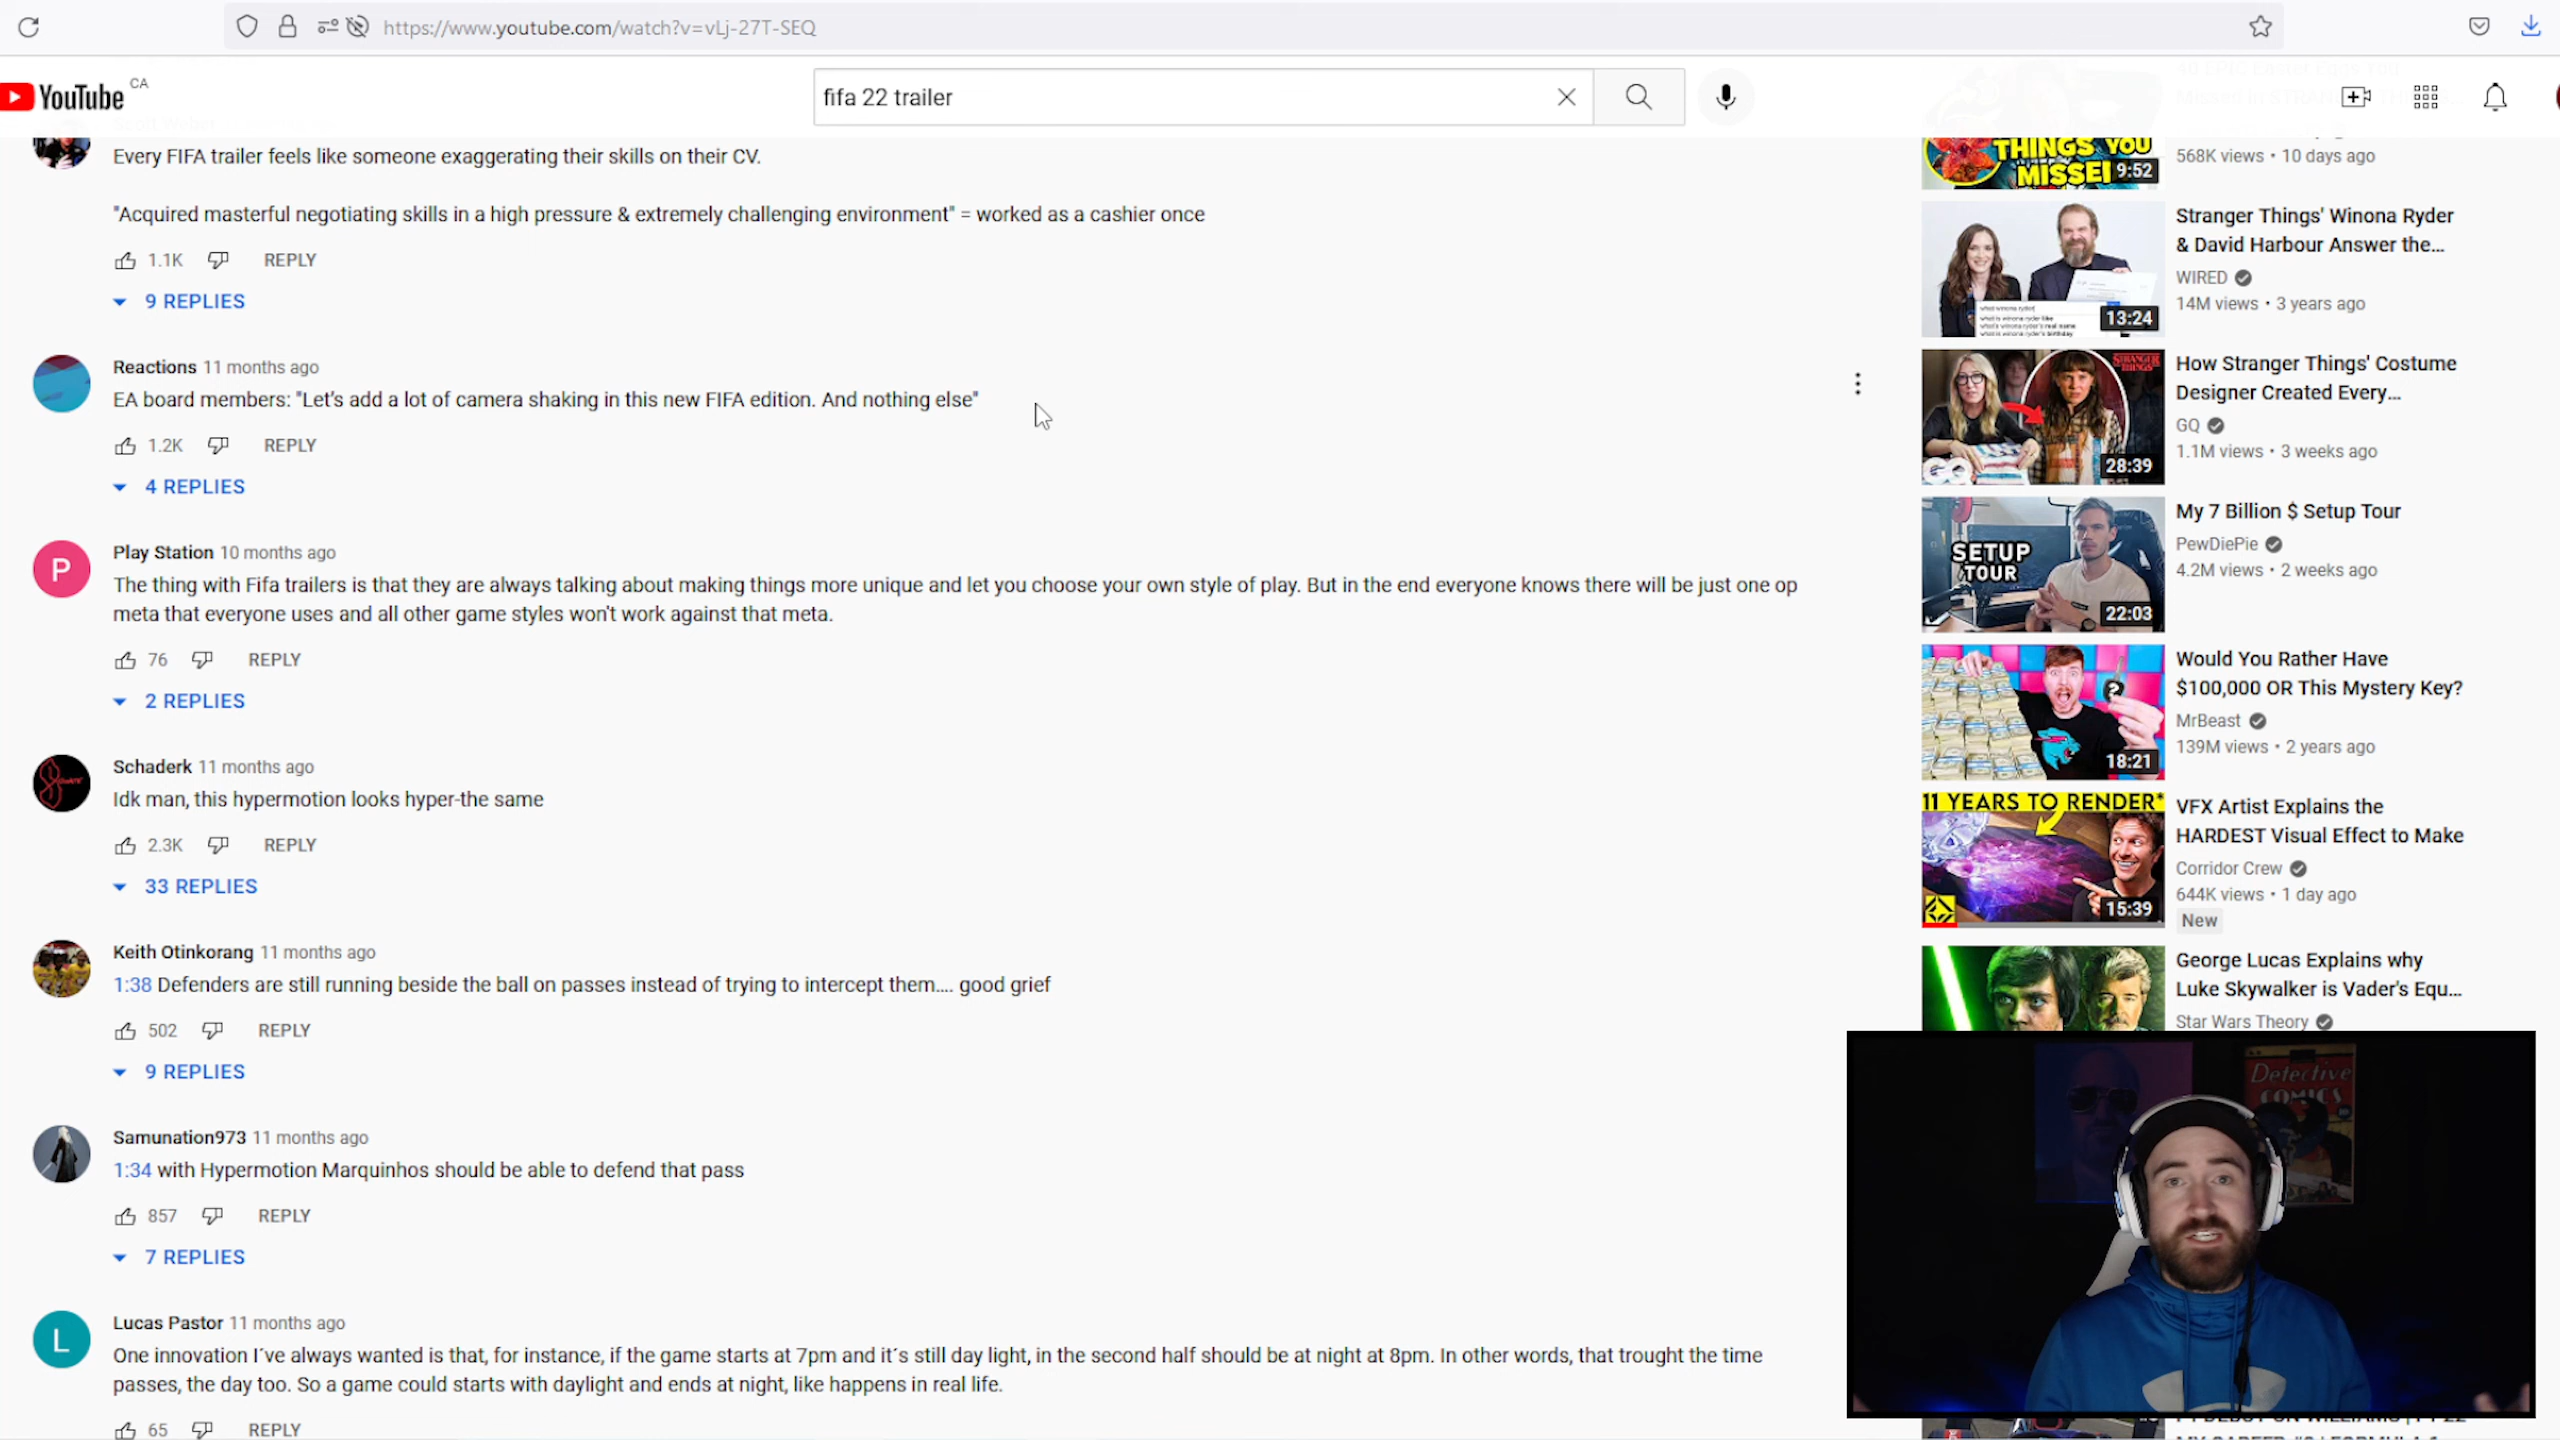 https://www.youtube.com/watch?v=vLj-27T-SEQ
YouTube CA
fifa 22 trailer
Every FIFA trailer feels like someone exaggerating their skills on their CV.
"Acquired masterful negotiating skills in a high pressure & extremely challenging environment" = worked as a cashier once
1.1K REPLY
9 REPLIES
Reactions 11 months ago
EA board members: "Let's add a lot of camera shaking in this new FIFA edition. And nothing else"
1.2K REPLY
4 REPLIES
P
Play Station 10 months ago
The thing with Fifa trailers is that they are always talking about making things more unique and let you choose your own style of play. But in the end everyone knows there will be just one op
meta that everyone uses and all other game styles won't work against that meta.
76 REPLY
2 REPLIES
Schaderk 11 months ago
Idk man, this hypermotion looks hyper-the same
2.3K REPLY
33 REPLIES
Keith Otinkorang 11 months ago
1:38 Defenders are still running beside the ball on passes instead of trying to intercept them.... good grief
502 REPLY
9 REPLIES
Samunation973 11 months ago
1:34 with Hypermotion Marquinhos should be able to defend that pass
857 REPLY
7 REPLIES
L
Lucas Pastor 11 months ago
One innovation I´ve always wanted is that, for instance, if the game starts at 7pm and it´s still day light, in the second half should be at night at 8pm. In other words, that trought the time
passes, the day too. So a game could starts with daylight and ends at night, like happens in real life.
65 REPLY
THINGS YOU
MISSE
9:52
568K views • 10 days ago
13:24
Stranger Things' Winona Ryder
& David Harbour Answer the...
WIRED
14M views • 3 years ago
STRANGER THINGS
28:39
How Stranger Things' Costume
Designer Created Every...
GQ
1.1M views • 3 weeks ago
SETUP
TOUR
22:03
My 7 Billion $ Setup Tour
PewDiePie
4.2M views • 2 weeks ago
?
18:21
Would You Rather Have
$100,000 OR This Mystery Key?
MrBeast
139M views • 2 years ago
11 YEARS TO RENDER*
15:39
VFX Artist Explains the
HARDEST Visual Effect to Make
Corridor Crew
644K views • 1 day ago
New
George Lucas Explains why
Luke Skywalker is Vader's Equ...
Star Wars Theory
Detective
COMICS